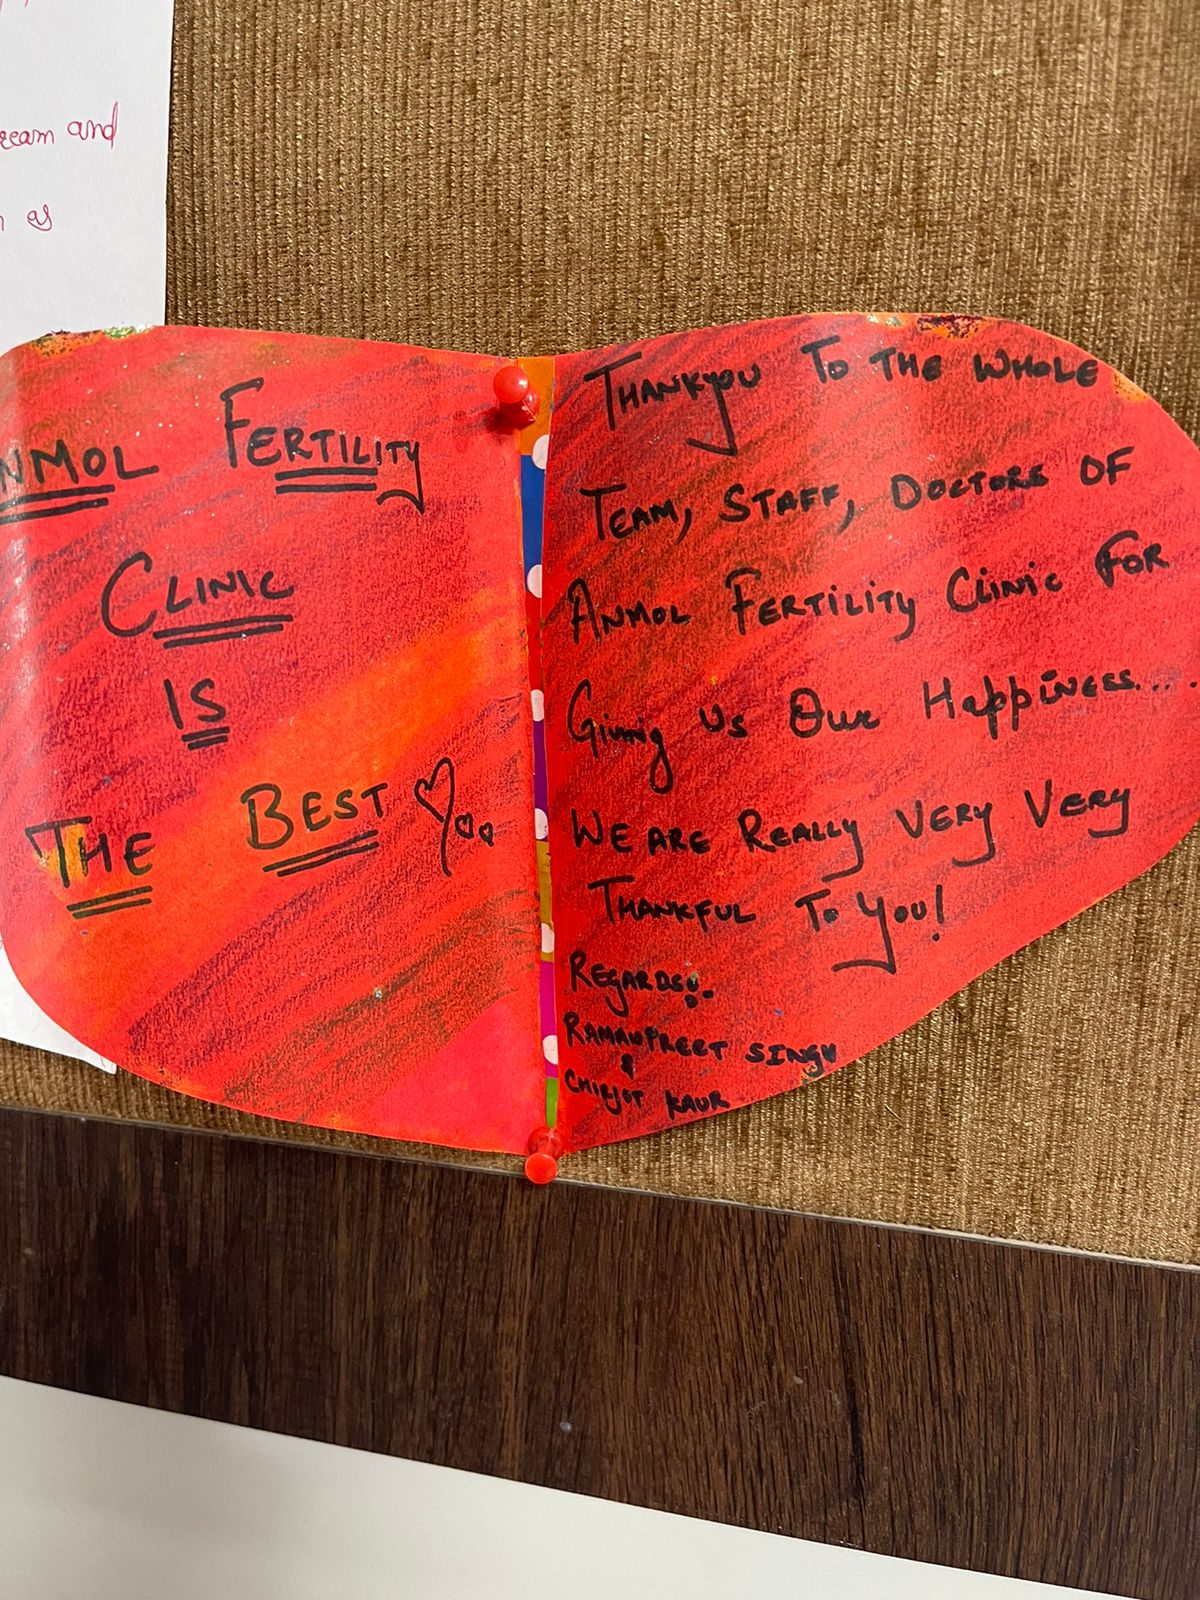 ream and
as
NMOL FERTILITY
CLINIC
IS
THE BEST
THANKYOU TO THE WHOLE
TEAM, STAFF, DOCTORS OF
ANMOL FERTILITY CLINIC FOR
Giving Us Our Happiness....
WE ARE REALLY VERY VERY
THANKFUL To You!
REGARDS:-
RAMANPREET SINGH
&
CHIRJOT KAUR